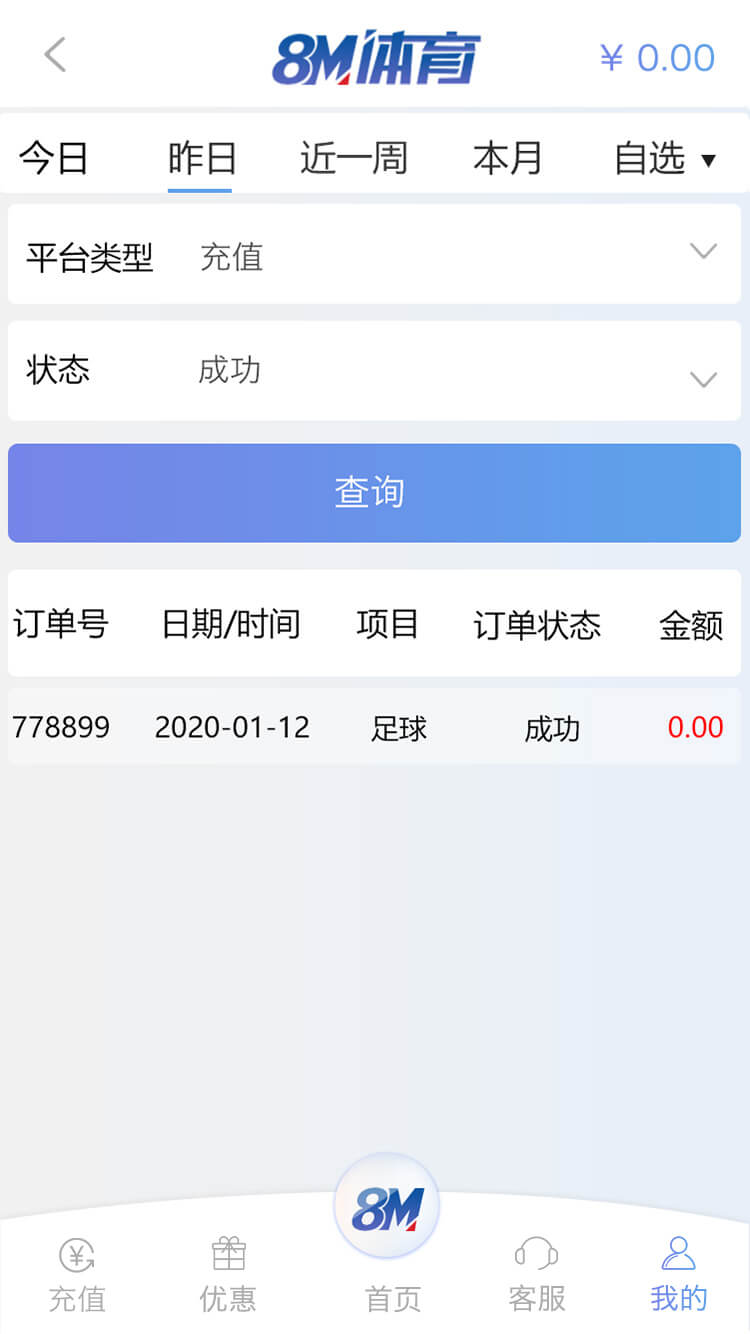 8M体育 ¥ 0.00
今日 昨日 近一周 本月 自选 ▼
平台类型 充值
状态 成功
查询
订单号 日期/时间 项目 订单状态 金额
778899 2020-01-12 足球 成功 0.00
8M
充值 优惠 首页 客服 我的